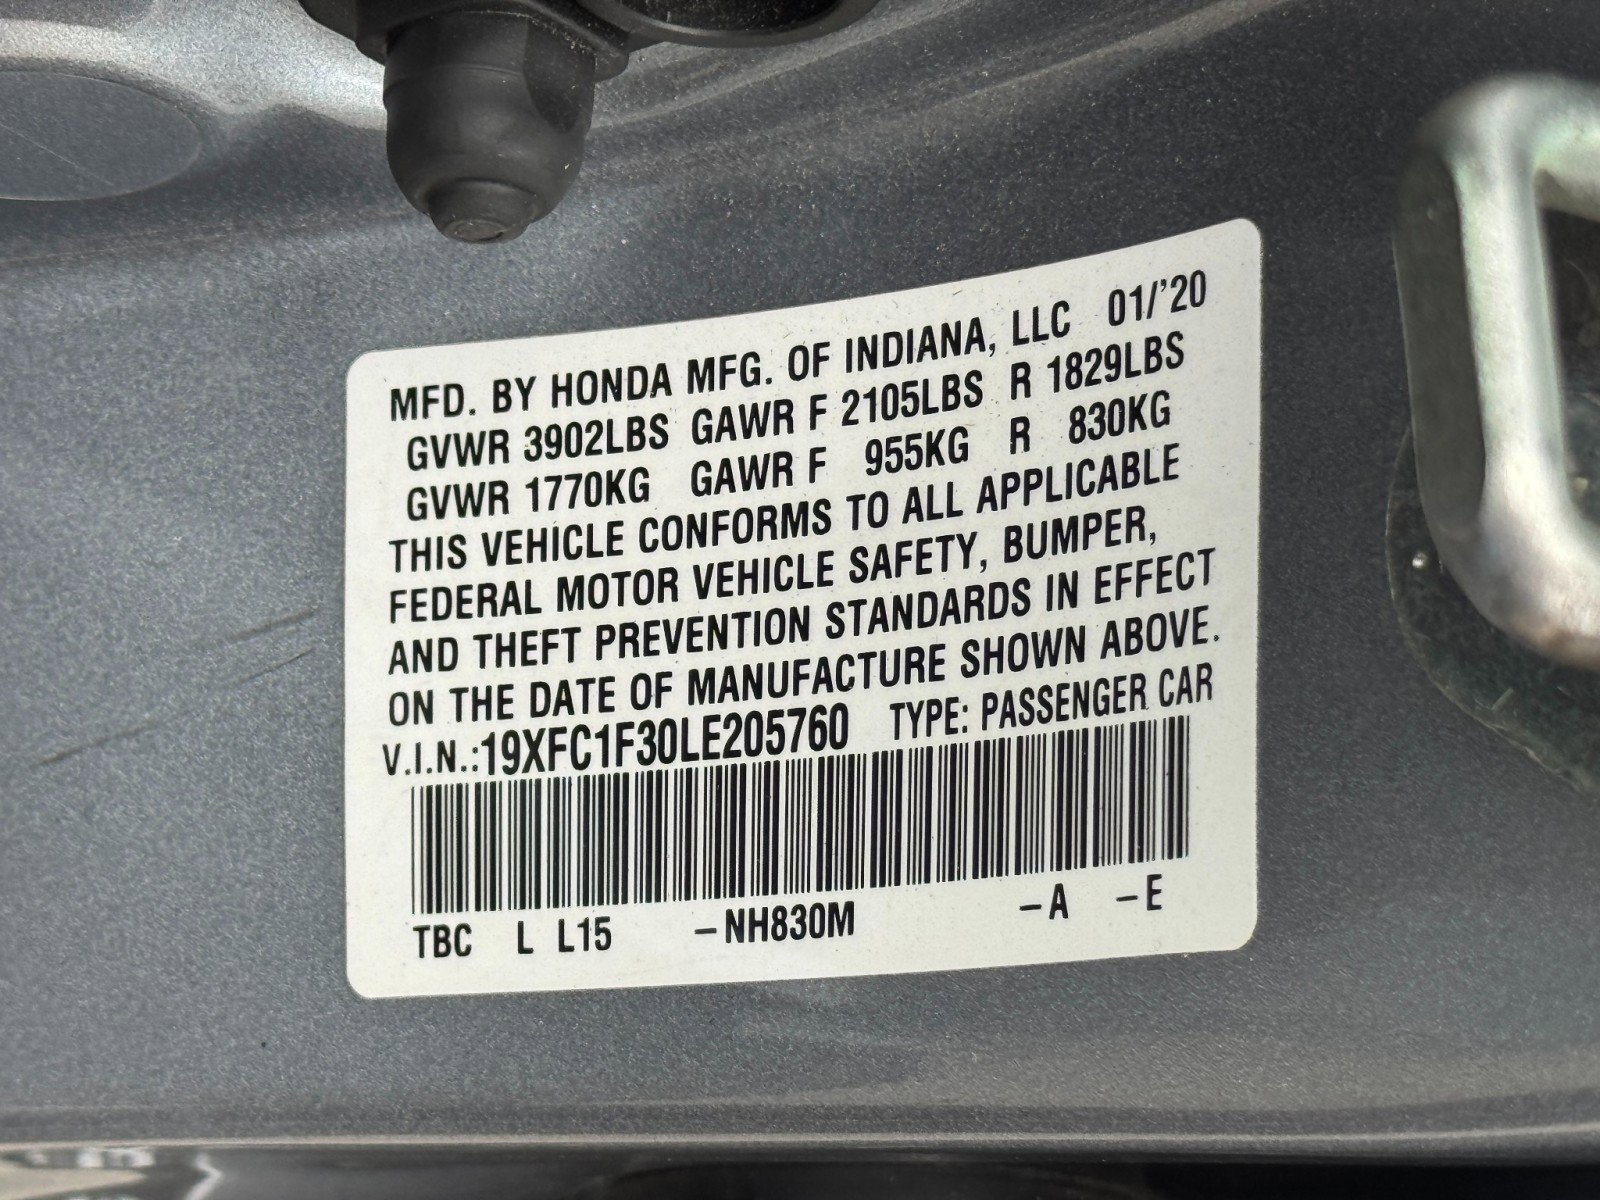 MFD. BY HONDA MFG. OF INDIANA, LLC 01/'20
GVWR 3902LBS GAWR F 2105LBS R 1829LBS
GVWR 1770KG GAWR F 955KG R 830KG
THIS VEHICLE CONFORMS TO ALL APPLICABLE
FEDERAL MOTOR VEHICLE SAFETY, BUMPER,
AND THEFT PREVENTION STANDARDS IN EFFECT
ON THE DATE OF MANUFACTURE SHOWN ABOVE.
V.I.N.:19XFC1F30LE205760 TYPE: PASSENGER CAR
TBC L L15 –NH830M –A –E